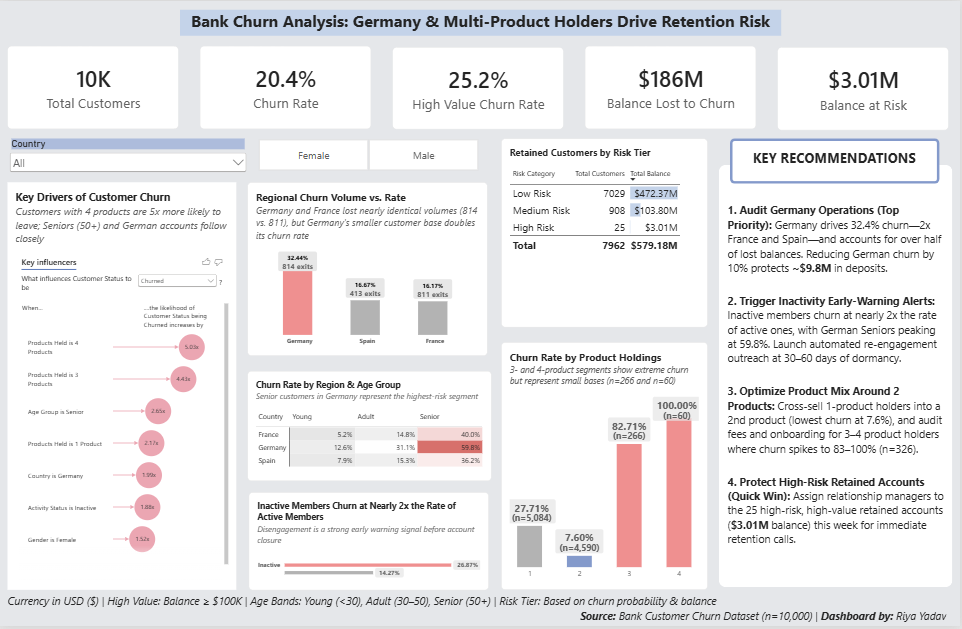 Bank Churn Analysis: Germany & Multi-Product Holders Drive Retention Risk
10K
Total Customers
20.4%
Churn Rate
25.2%
High Value Churn Rate
$186M
Balance Lost to Churn
$3.01M
Balance at Risk
Country
All
Female
Male
Key Drivers of Customer Churn
Customers with 4 products are 5x more likely to
leave; Seniors (50+) and German accounts follow
closely
Key influencers
What influences Customer Status to
be
Churned
?
When...
...the likelihood of
Customer Status being
Churned increases by
Products Held is 4
Products
5.03x
Products Held is 3
Products
4.43x
Age Group is Senior
2.65x
Products Held is 1 Product
2.17x
Country is Germany
1.99x
Activity Status is Inactive
1.88x
Gender is Female
1.52x
Regional Churn Volume vs. Rate
Germany and France lost nearly identical volumes (814
vs. 811), but Germany's smaller customer base doubles
its churn rate
32.44%
814 exits
16.67%
413 exits
16.17%
811 exits
Germany
Spain
France
Churn Rate by Region & Age Group
Senior customers in Germany represent the highest-risk segment
Country Young Adult Senior
France 5.2% 14.8% 40.0%
Germany 12.6% 31.1% 59.8%
Spain 7.9% 15.3% 36.2%
Inactive Members Churn at Nearly 2x the Rate of
Active Members
Disengagement is a strong early warning signal before account
closure
Inactive 26.87%
14.27%
Retained Customers by Risk Tier
Risk Category Total Customers Total Balance
Low Risk 7029 $472.37M
Medium Risk 908 $103.80M
High Risk 25 $3.01M
Total 7962 $579.18M
Churn Rate by Product Holdings
3- and 4-product segments show extreme churn
but represent small bases (n=266 and n=60)
27.71%
(n=5,084)
7.60%
(n=4,590)
82.71%
(n=266)
100.00%
(n=60)
1
2
3
4
KEY RECOMMENDATIONS
1. Audit Germany Operations (Top
Priority): Germany drives 32.4% churn—2x
France and Spain—and accounts for over half
of lost balances. Reducing German churn by
10% protects ~$9.8M in deposits.
2. Trigger Inactivity Early-Warning Alerts:
Inactive members churn at nearly 2x the rate
of active ones, with German Seniors peaking
at 59.8%. Launch automated re-engagement
outreach at 30–60 days of dormancy.
3. Optimize Product Mix Around 2
Products: Cross-sell 1-product holders into a
2nd product (lowest churn at 7.6%), and audit
fees and onboarding for 3–4 product holders
where churn spikes to 83–100% (n=326).
4. Protect High-Risk Retained Accounts
(Quick Win): Assign relationship managers to
the 25 high-risk, high-value retained accounts
($3.01M balance) this week for immediate
retention calls.
Currency in USD ($) | High Value: Balance ≥ $100K | Age Bands: Young (<30), Adult (30–50), Senior (50+) | Risk Tier: Based on churn probability & balance
Source: Bank Customer Churn Dataset (n=10,000) | Dashboard by: Riya Yadav